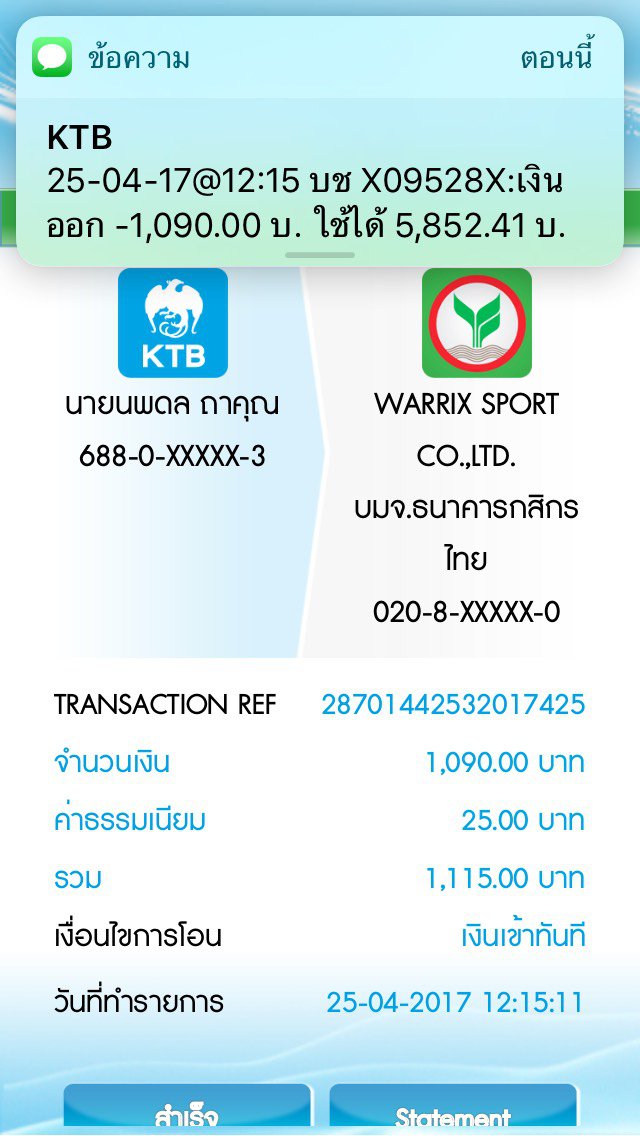 ข้อความ ตอนนี้
KTB
25-04-17@12:15 บช X09528X:เงิน
ออก -1,090.00 บ. ใช้ได้ 5,852.41 บ.
KTB
นายนพดล ถาคุณ
688-0-XXXXX-3
WARRIX SPORT
CO.,LTD.
บมจ.ธนาคารกสิกร
ไทย
020-8-XXXXX-0
TRANSACTION REF 28701442532017425
จำนวนเงิน 1,090.00 บาท
ค่าธรรมเนียม 25.00 บาท
รวม 1,115.00 บาท
เงื่อนไขการโอน เงินเข้าทันที
วันที่ทำรายการ 25-04-2017 12:15:11
สำเร็จ Statement